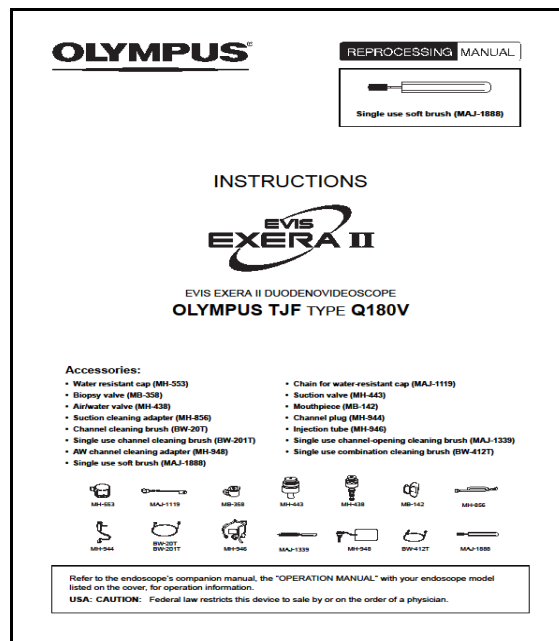 OLYMPUS®
REPROCESSING MANUAL
Single use soft brush (MAJ-1888)
INSTRUCTIONS
EVIS
EXERA II
EVIS EXERA II DUODENOVIDEOSCOPE
OLYMPUS TJF TYPE Q180V
Accessories:
• Water resistant cap (MH-553)
• Biopsy valve (MB-358)
• Air/water valve (MH-438)
• Suction cleaning adapter (MH-856)
• Channel cleaning brush (BW-20T)
• Single use channel cleaning brush (BW-201T)
• AW channel cleaning adapter (MH-948)
• Single use soft brush (MAJ-1888)
• Chain for water-resistant cap (MAJ-1119)
• Suction valve (MH-443)
• Mouthpiece (MB-142)
• Channel plug (MH-944)
• Injection tube (MH-946)
• Single use channel-opening cleaning brush (MAJ-1339)
• Single use combination cleaning brush (BW-412T)
MH-553 MAJ-1119 MB-358 MH-443 MH-438 MB-142 MH-856
BW-20T
MH-944 BW-201T MH-946 MAJ-1339 MH-948 BW-412T MAJ-1888
Refer to the endoscope's companion manual, the "OPERATION MANUAL" with your endoscope model
listed on the cover, for operation information.
USA: CAUTION: Federal law restricts this device to sale by or on the order of a physician.